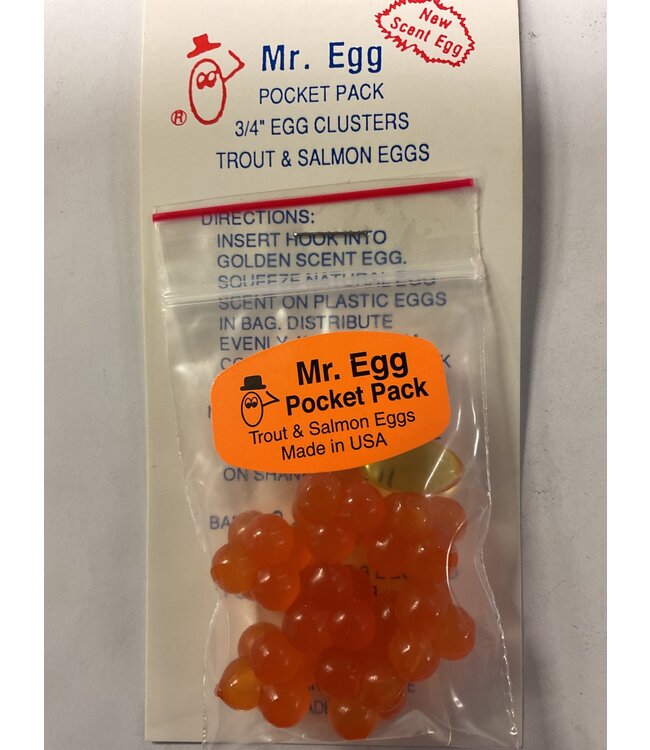 New
Scent Egg
Mr. Egg
®
POCKET PACK
3/4" EGG CLUSTERS
TROUT & SALMON EGGS
DIRECTIONS:
INSERT HOOK INTO
GOLDEN SCENT EGG.
SQUEEZE NATURAL EGG
SCENT ON PLASTIC EGGS
IN BAG. DISTRIBUTE
EVENLY
Mr. Egg
Pocket Pack
Trout & Salmon Eggs
Made in USA
ON